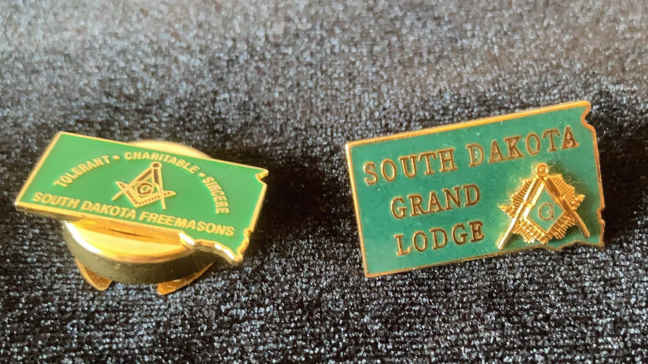 TOLERANT • CHARITABLE • SINCERE
G
SOUTH DAKOTA FREEMASONS
SOUTH DAKOTA
GRAND
LODGE
G